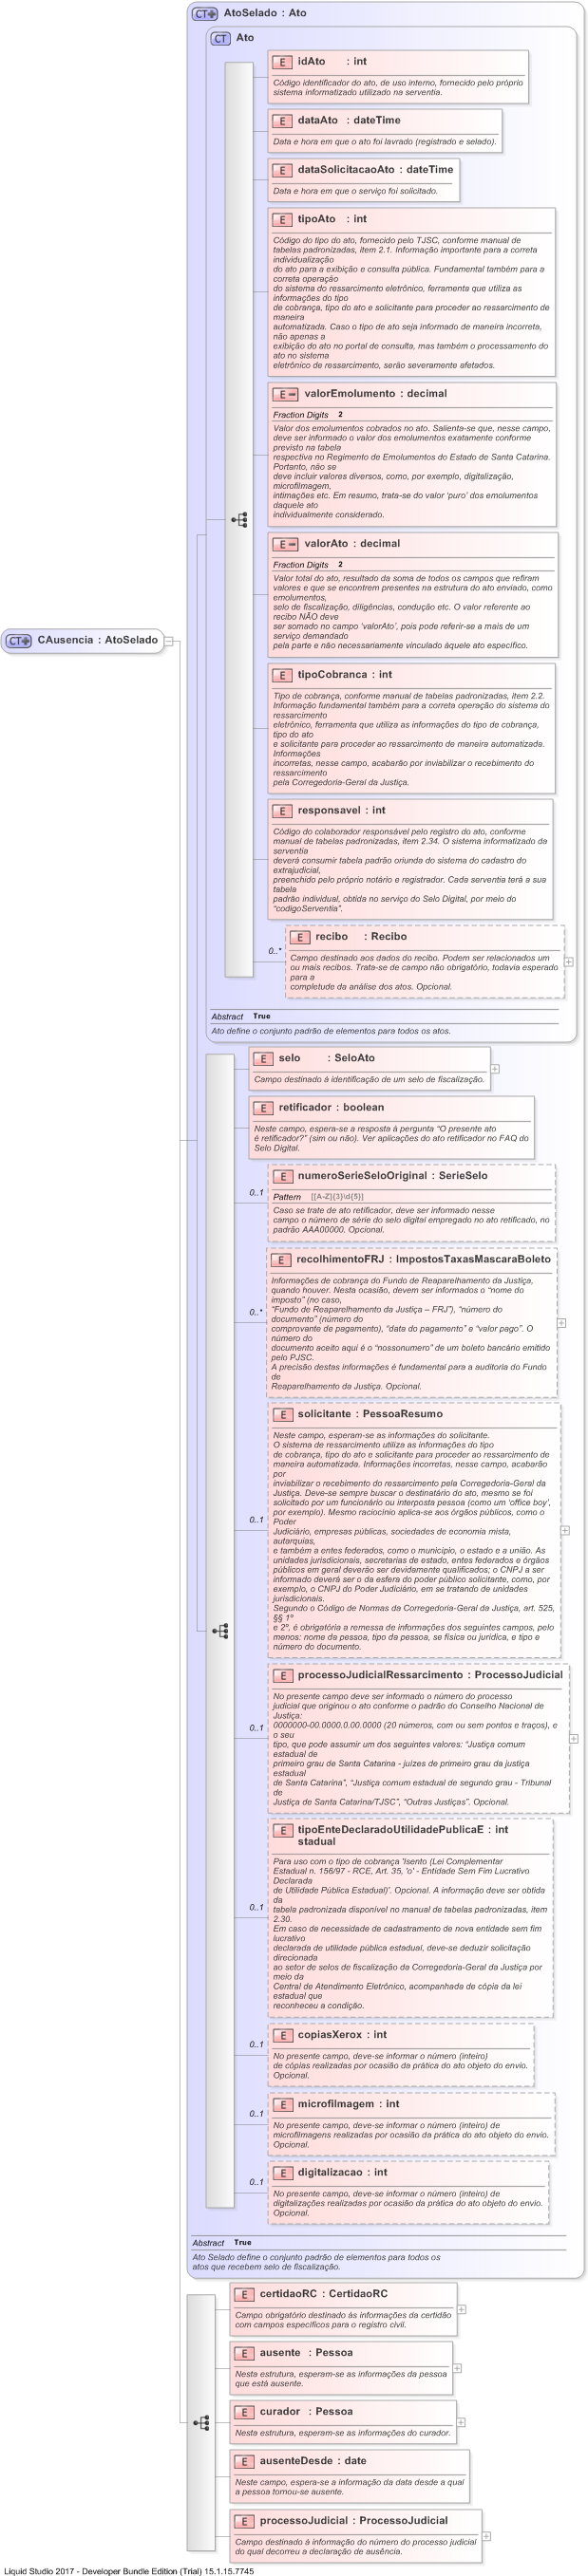 AtoSelado : Ato
Ato
idAto : int
Código identificador do ato, de uso interno, fornecido pelo próprio
sistema informatizado utilizado na serventia.
dataAto : dateTime
Data e hora em que o ato foi lavrado (registrado e selado).
dataSolicitacaoAto : dateTime
Data e hora em que o serviço foi solicitado.
tipoAto : int
Código do tipo do ato, fornecido pelo TJSC, conforme manual de
tabelas padronizadas, item 2.1. Informação importante para a correta
individualização
do ato para a exibição e consulta pública. Fundamental também para a
correta operação
do sistema do ressarcimento eletrônico, ferramenta que utiliza as
informações do tipo
de cobrança, tipo do ato e solicitante para proceder ao ressarcimento de
maneira
automatizada. Caso o tipo de ato seja informado de maneira incorreta,
não apenas a
exibição do ato no portal de consulta, mas também o processamento do
ato no sistema
eletrônico de ressarcimento, serão severamente afetados.
valorEmolumento : decimal
Fraction Digits 2
Valor dos emolumentos cobrados no ato. Salienta-se que, nesse campo,
deve ser informado o valor dos emolumentos exatamente conforme
previsto na tabela
respectiva no Regimento de Emolumentos do Estado de Santa Catarina.
Portanto, não se
deve incluir valores diversos, como, por exemplo, digitalização,
microfilmagem,
intimações etc. Em resumo, trata-se do valor 'puro' dos emolumentos
daquele ato
individualmente considerado.
valorAto : decimal
Fraction Digits 2
Valor total do ato, resultado da soma de todos os campos que refiram
valores e que se encontrem presentes na estrutura do ato enviado, como
emolumentos,
selo de fiscalização, diligências, condução etc. O valor referente ao
recibo NÃO deve
ser somado no campo 'valorAto', pois pode referir-se a mais de um
serviço demandado
pela parte e não necessariamente vinculado àquele ato específico.
CAusencia : AtoSelado
tipoCobranca : int
Tipo de cobrança, conforme manual de tabelas padronizadas, item 2.2.
Informação fundamental também para a correta operação do sistema do
ressarcimento
eletrônico, ferramenta que utiliza as informações do tipo de cobrança,
tipo do ato
e solicitante para proceder ao ressarcimento de maneira automatizada.
Informações
incorretas, nesse campo, acabarão por inviabilizar o recebimento do
ressarcimento
pela Corregedoria-Geral da Justiça.
responsavel : int
Código do colaborador responsável pelo registro do ato, conforme
manual de tabelas padronizadas, item 2.34. O sistema informatizado da
serventia
deverá consumir tabela padrão oriunda do sistema do cadastro do
extrajudicial,
preenchido pelo próprio notário e registrador. Cada serventia terá a sua
tabela
padrão individual, obtida no serviço do Selo Digital, por meio do
"codigoServentia".
recibo : Recibo
0..*
Campo destinado aos dados do recibo. Podem ser relacionados um
ou mais recibos. Trata-se de campo não obrigatório, todavia esperado
para a
completude da análise dos atos. Opcional.
Abstract True
Ato define o conjunto padrão de elementos para todos os atos.
selo : SeloAto
Campo destinado à identificação de um selo de fiscalização.
retificador : boolean
Neste campo, espera-se a resposta à pergunta "O presente ato
é retificador?" (sim ou não). Ver aplicações do ato retificador no FAQ do
Selo Digital.
numeroSerieSeloOriginal : SerieSelo
0..1
Pattern [[A-Z]{3}\d{5}]
Caso se trate de ato retificador, deve ser informado nesse
campo o número de série do selo digital empregado no ato retificado, no
padrão AAA00000. Opcional.
recolhimentoFRJ : ImpostosTaxasMascaraBoleto
Informações de cobrança do Fundo de Reaparelhamento da Justiça,
quando houver. Nesta ocasião, devem ser informados o "nome do
imposto" (no caso,
0..*
"Fundo de Reaparelhamento da Justiça – FRJ"), "número do
documento" (número do
comprovante de pagamento), "date do pagamento" e "valor pago". O
número do
documento aceito aqui é o "nossonumero" de um boleto bancário emitido
pelo PJSC.
A precisão destas informações é fundamental para a auditoria do Fundo
de
Reaparelhamento da Justiça. Opcional.
solicitante : PessoaResumo
Neste campo, esperam-se as informações do solicitante.
O sistema de ressarcimento utiliza as informações do tipo
de cobrança, tipo do ato e solicitante para proceder ao ressarcimento de
maneira automatizada. Informações incorretas, nesse campo, acabarão
por
inviabilizar o recebimento do ressarcimento pela Corregedoria-Geral da
Justiça. Deve-se sempre buscar o destinatário do ato, mesmo se foi
solicitado por um funcionário ou interposta pessoa (como um 'office boy',
por exemplo). Mesmo raciocínio aplica-se aos órgãos públicos, como o
0..1
Poder
Judiciário, empresas públicas, sociedades de economia mista,
autarquias,
e também a entes federados, como o município, o estado e a união. As
unidades jurisdicionais, secretarias de estado, entes federados e órgãos
públicos em geral deverão ser devidamente qualificados; o CNPJ a ser
informado deverá ser o da esfera do poder público solicitante, como, por
exemplo, o CNPJ do Poder Judiciário, em se tratando de unidades
jurisdicionais.
Segundo o Código de Normas da Corregedoria-Geral da Justiça, art. 525,
§§ 1º
e 2º, é obrigatória a remessa de informações dos seguintes campos, pelo
menos: nome da pessoa, tipo da pessoa, se física ou jurídica, e tipo e
número do documento.
processoJudicialRessarcimento : ProcessoJudicial
No presente campo deve ser informado o número do processo
judicial que originou o ato conforme o padrão do Conselho Nacional de
Justiça:
0..1
0000000-00.0000.0.00.0000 (20 números, com ou sem pontos e traços), e
o seu
tipo, que pode assumir um dos seguintes valores: "Justiça comum
estadual de
primeiro grau de Santa Catarina - juízes de primeiro grau da justiça
estadual
de Santa Catarina", "Justiça comum estadual de segundo grau - Tribunal
de
Justiça de Santa Catarina/TJSC", "Outras Justiças". Opcional.
tipoEnteDeclaradoUtilidadePublicaE : int
stadual
Para uso com o tipo de cobrança 'Isento (Lei Complementar
Estadual n. 156/97 - RCE, Art. 35, 'o' - Entidade Sem Fim Lucrativo
Declarada
de Utilidade Pública Estadual)'. Opcional. A informação deve ser obtida
da
0..1
tabela padronizada disponível no manual de tabelas padronizadas, item
2.30.
Em caso de necessidade de cadastramento de nova entidade sem fim
lucrativo
declarada de utilidade pública estadual, deve-se deduzir solicitação
direcionada
ao setor de selos de fiscalização da Corregedoria-Geral da Justiça por
meio da
Central de Atendimento Eletrônico, acompanhada de cópia da lei
estadual que
reconheceu a condição.
copiasXerox : int
0..1
No presente campo, deve-se informar o número (inteiro)
de cópias realizadas por ocasião da prática do ato objeto do envio.
Opcional.
microfilmagem : int
0..1
No presente campo, deve-se informar o número (inteiro) de
microfilmagens realizadas por ocasião da prática do ato objeto do envio.
Opcional.
digitalizacao : int
0..1
No presente campo, deve-se informar o número (inteiro) de
digitalizações realizadas por ocasião da prática do ato objeto do envio.
Opcional.
Abstract True
Ato Selado define o conjunto padrão de elementos para todos os
atos que recebem selo de fiscalização.
certidaoRC : CertidaoRC
Campo obrigatório destinado às informações da certidão
com campos específicos para o registro civil.
ausente : Pessoa
Nesta estrutura, esperam-se as informações da pessoa
que está ausente.
curador : Pessoa
Nesta estrutura, esperam-se as informações do curador.
ausenteDesde : date
Neste campo, espera-se a informação da data desde a qual
a pessoa tornou-se ausente.
processoJudicial : ProcessoJudicial
Campo destinado à informação do número do processo judicial
do qual decorreu a declaração de ausência.
Liquid Studio 2017 - Developer Bundle Edition (Trial) 15.1.15.7745